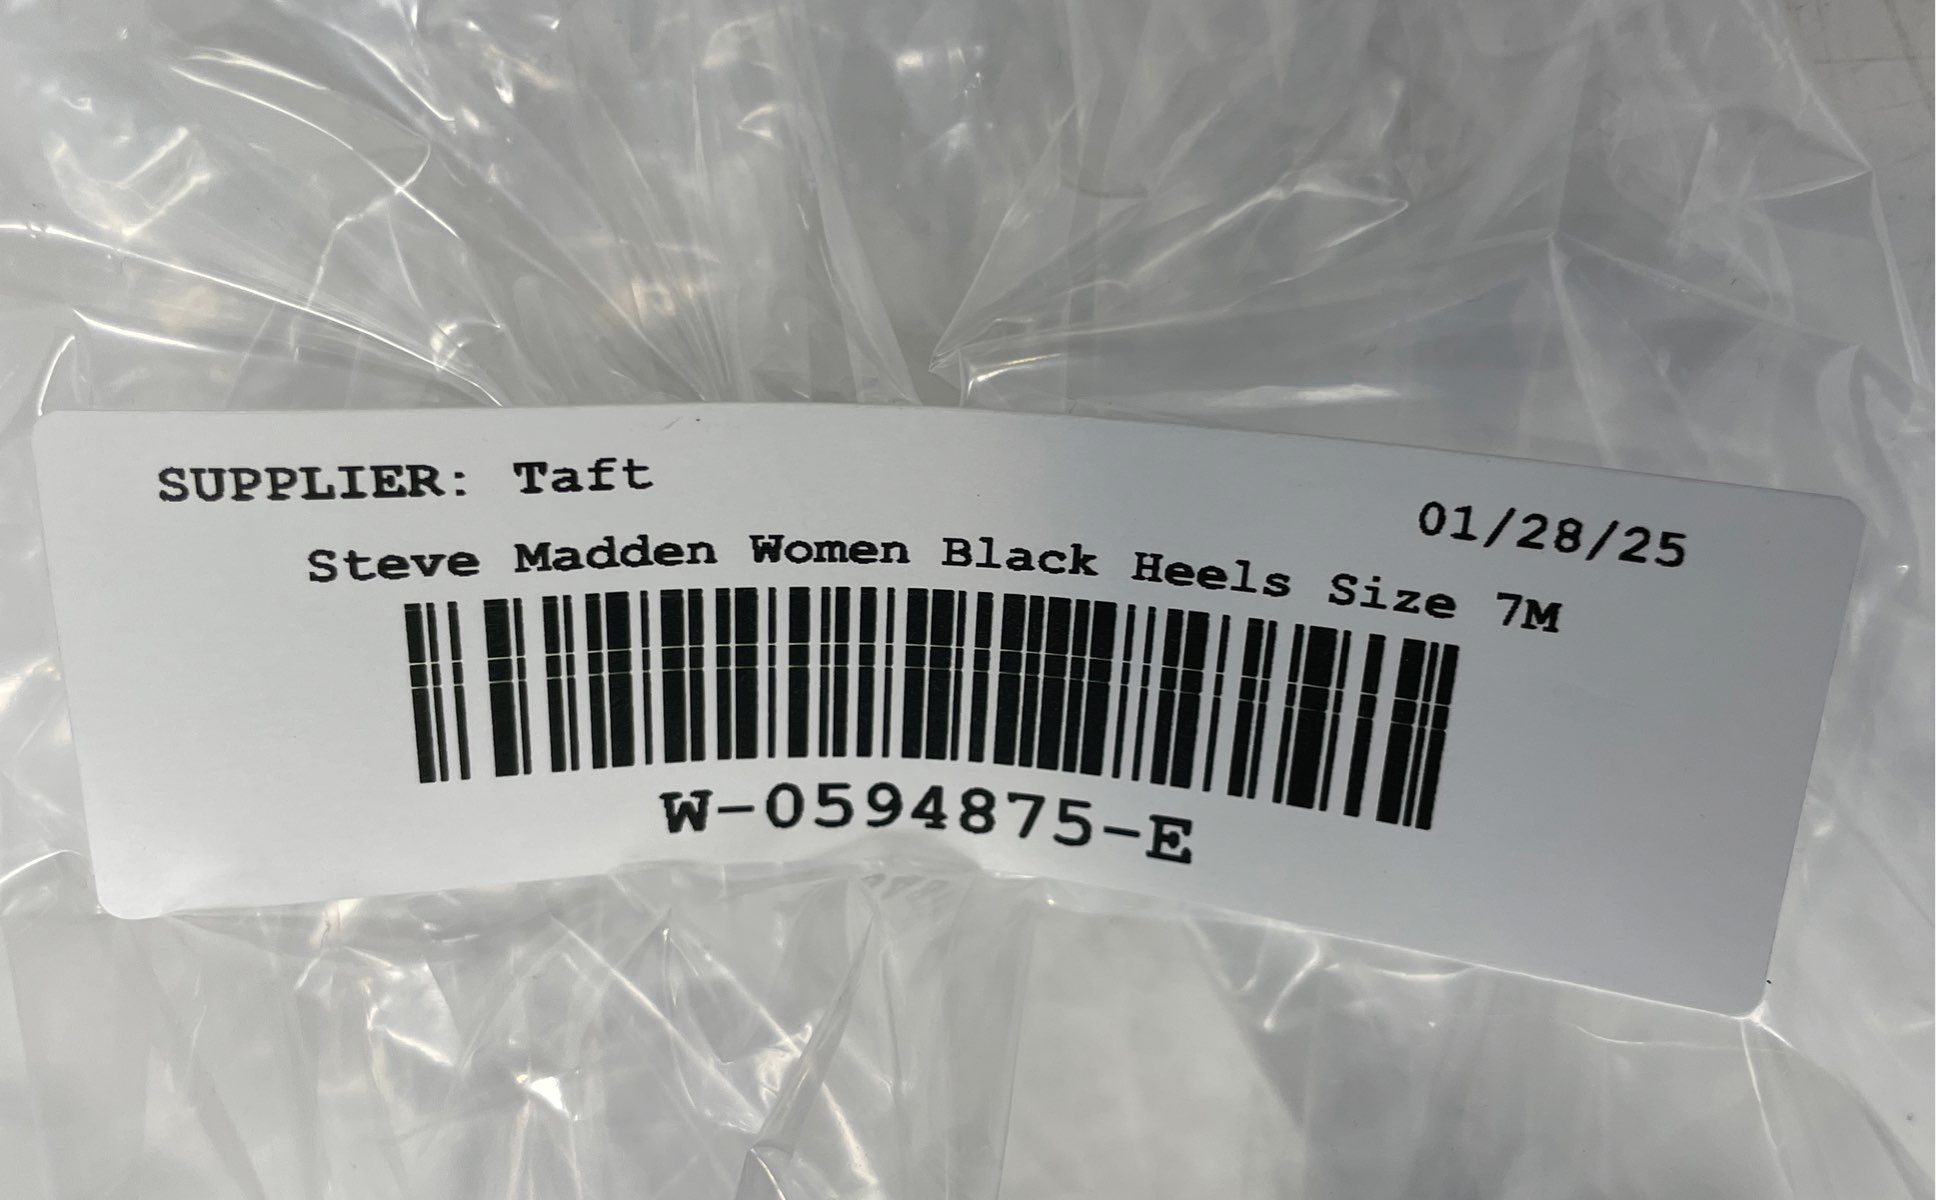 SUPPLIER: Taft
01/28/25
Steve Madden Women Black Heels Size 7M
W-0594875-E